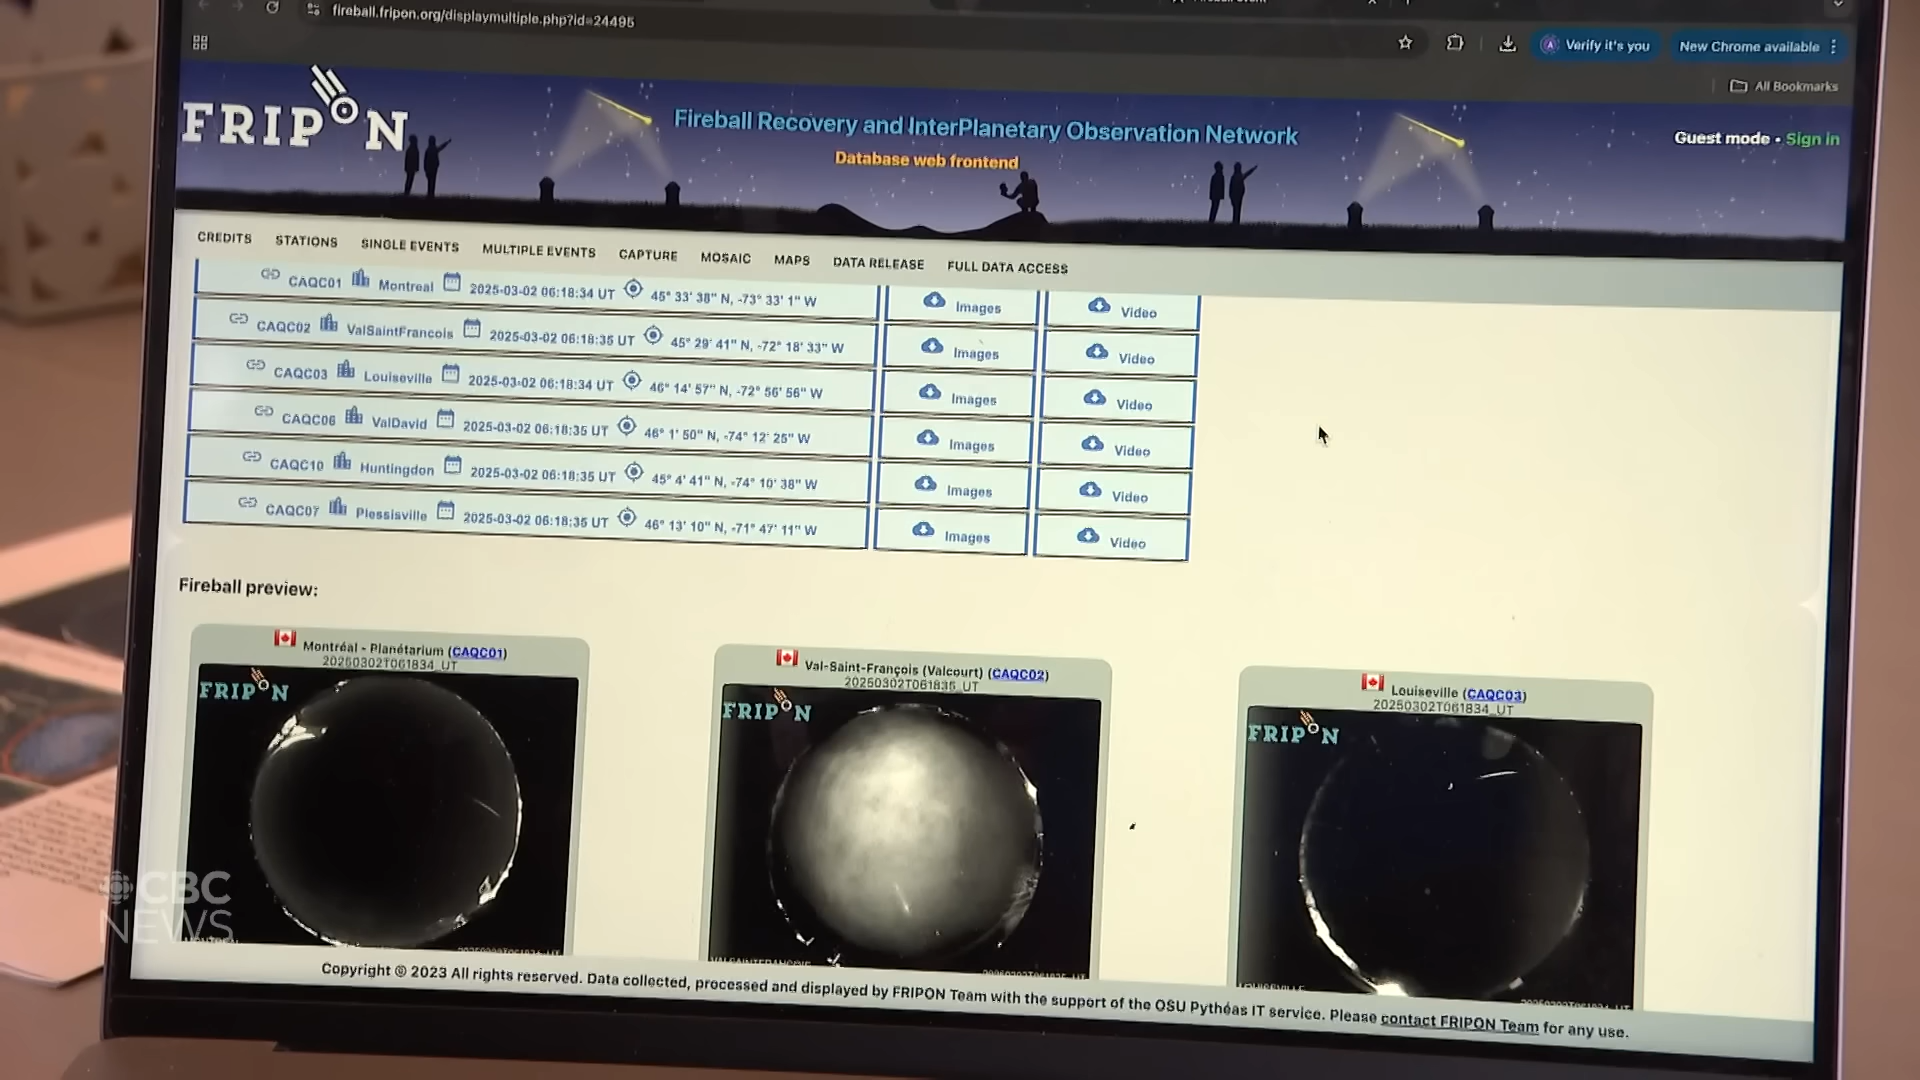 fireball.fripon.org/displaymultiple.php?id=24495
Verify it's you
New Chrome available
All Bookmarks
FRIPON
Fireball Recovery and InterPlanetary Observation Network
Database web frontend
Guest mode • Sign in
CREDITS STATIONS SINGLE EVENTS MULTIPLE EVENTS CAPTURE MOSAIC MAPS DATA RELEASE FULL DATA ACCESS
CAQC01 Montreal 2025-03-02 06:18:34 UT 45° 33' 38" N, -73° 33' 1" W Images Video
CAQC02 ValSaintFrancois 2025-03-02 06:18:35 UT 45° 29' 41" N, -72° 18' 33" W Images Video
CAQC03 Louiseville 2025-03-02 06:18:34 UT 46° 14' 57" N, -72° 56' 56" W Images Video
CAQC06 ValDavid 2025-03-02 06:18:35 UT 46° 1' 50" N, -74° 12' 25" W Images Video
CAQC10 Huntingdon 2025-03-02 06:18:35 UT 45° 4' 41" N, -74° 10' 38" W Images Video
CAQC07 Plessisville 2025-03-02 06:18:35 UT 46° 13' 10" N, -71° 47' 11" W Images Video
Fireball preview:
Montréal - Planétarium (CAQC01)
20250302T061834_UT
FRIPON
Val-Saint-François (Valcourt) (CAQC02)
20250302T061835_UT
FRIPON
Louiseville (CAQC03)
20250302T061834_UT
FRIPON
CBC
NEWS
Copyright © 2023 All rights reserved. Data collected, processed and displayed by FRIPON Team with the support of the OSU Pythéas IT service. Please contact FRIPON Team for any use.